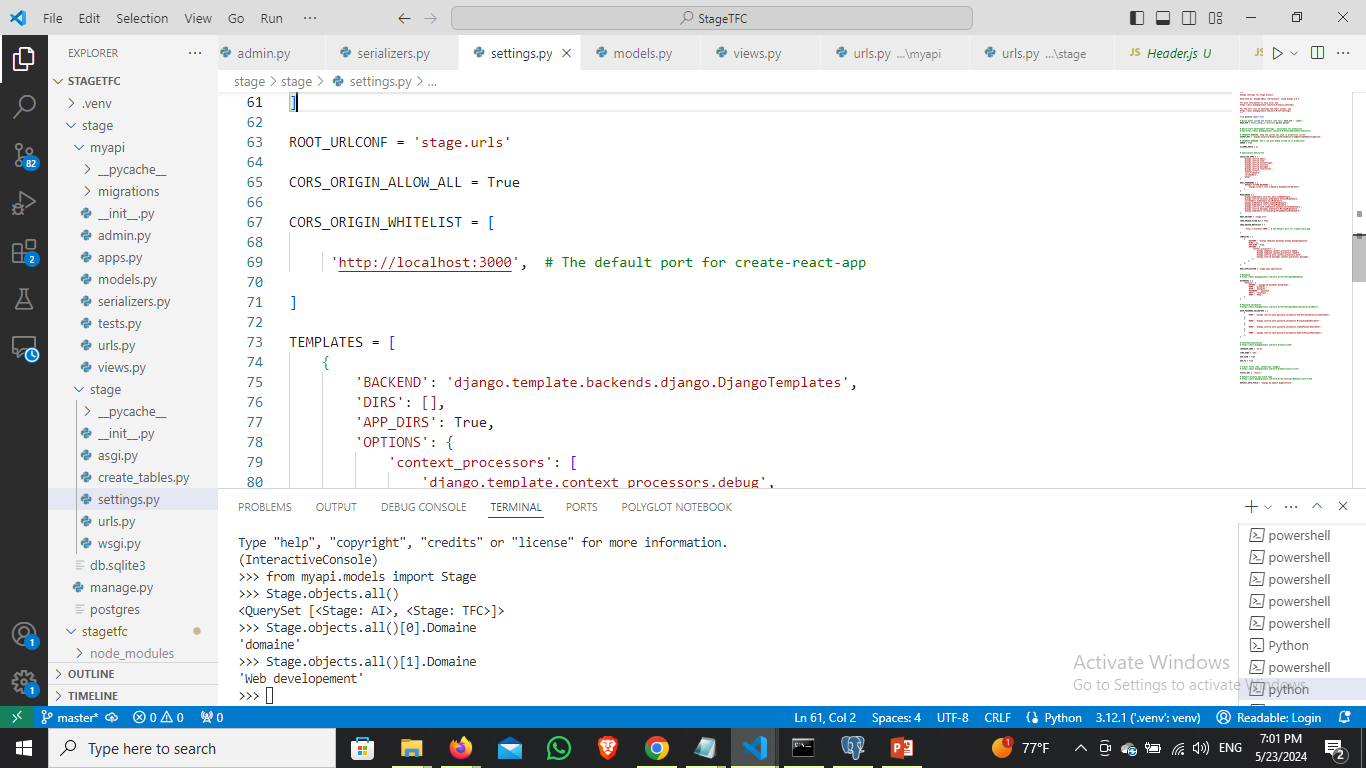 File Edit Selection View Go Run ··· StageTFC
EXPLORER ···
STAGETFC
.venv
stage
myapi
__pycache__
migrations
__init__.py
admin.py
apps.py
models.py
serializers.py
tests.py
urls.py
views.py
stage
__pycache__
__init__.py
asgi.py
create_tables.py
settings.py
urls.py
wsgi.py
db.sqlite3
manage.py
postgres
stagetfc
node_modules
OUTLINE
TIMELINE
82
2
1
1
admin.py serializers.py settings.py models.py views.py urls.py ...\myapi urls.py ...\stage JS Header.js U JS
stage > stage > settings.py > ...
61 ]
62
63 ROOT_URLCONF = 'stage.urls'
64
65 CORS_ORIGIN_ALLOW_ALL = True
66
67 CORS_ORIGIN_WHITELIST = [
68
69 'http://localhost:3000', # The default port for create-react-app
70
71 ]
72
73 TEMPLATES = [
74 {
75 'BACKEND': 'django.template.backends.django.DjangoTemplates',
76 'DIRS': [],
77 'APP_DIRS': True,
78 'OPTIONS': {
79 'context_processors': [
80 'django.template.context_processors.debug',
PROBLEMS OUTPUT DEBUG CONSOLE TERMINAL PORTS POLYGLOT NOTEBOOK
Type "help", "copyright", "credits" or "license" for more information.
(InteractiveConsole)
>>> from myapi.models import Stage
>>> Stage.objects.all()
<QuerySet [<Stage: AI>, <Stage: TFC>]>
>>> Stage.objects.all()[0].Domaine
'domaine'
>>> Stage.objects.all()[1].Domaine
'Web developement'
>>>
powershell
powershell
powershell
powershell
powershell
Python
powershell
python
Activate Windows
Go to Settings to activate Windows.
master* 0 0 0 Ln 61, Col 2 Spaces: 4 UTF-8 CRLF Python 3.12.1 ('.venv': venv) Readable: Login
Type here to search
77°F ENG 7:01 PM
5/23/2024
2